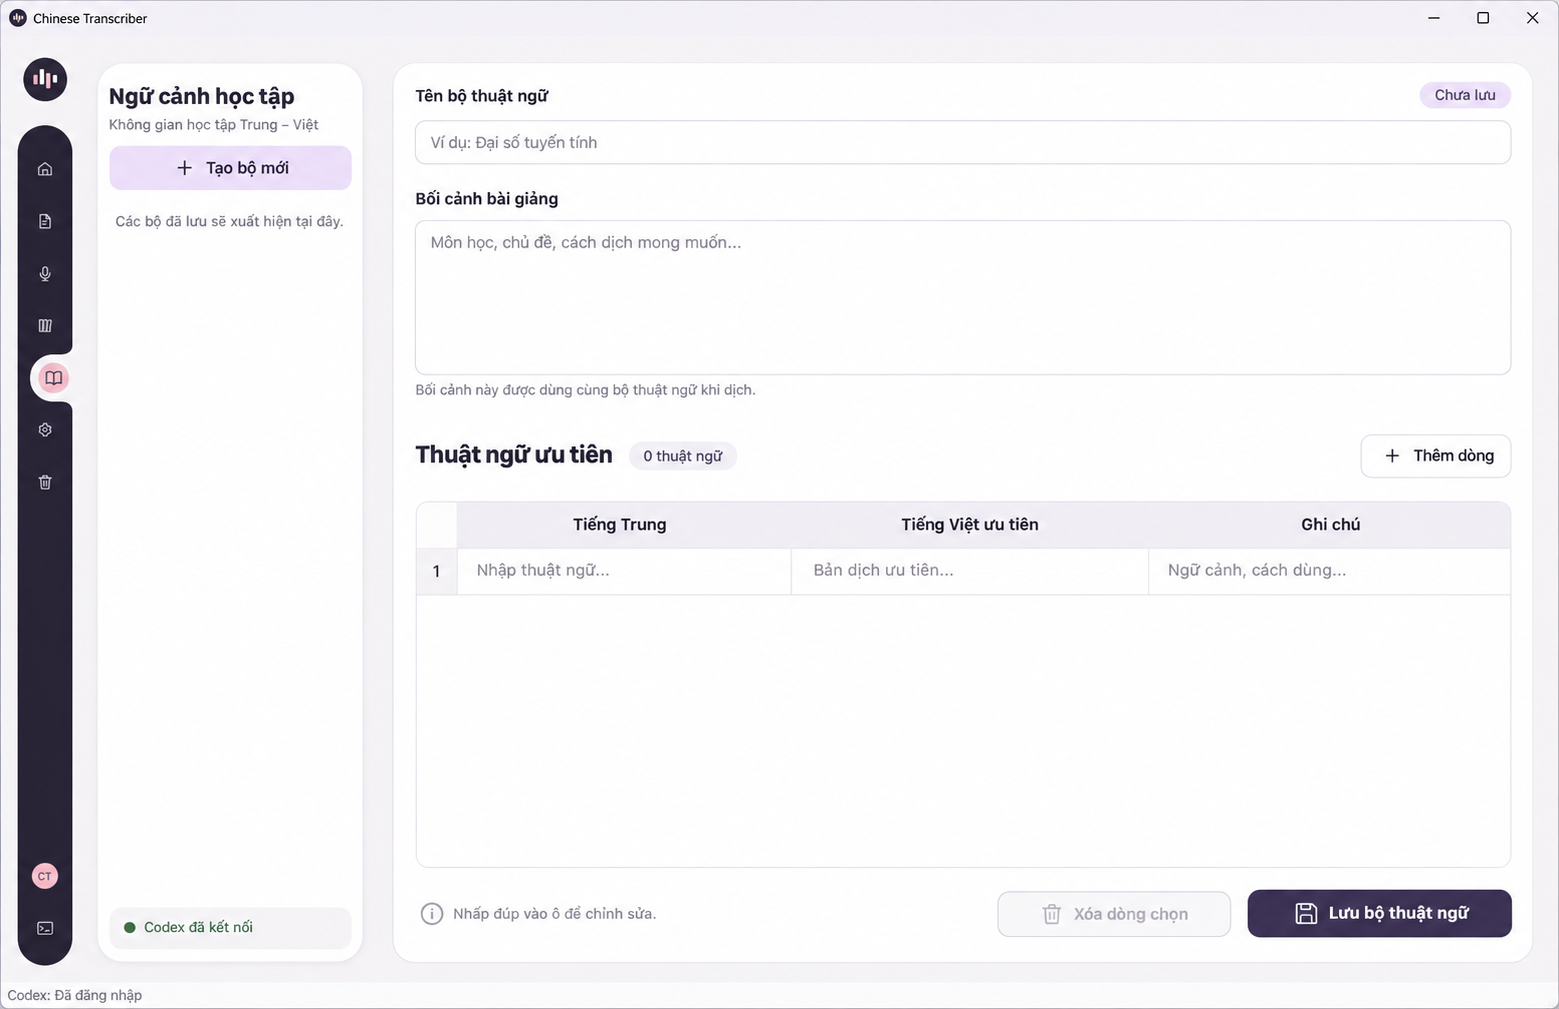 Chinese Transcriber
Ngữ cảnh học tập
Không gian học tập Trung – Việt
+ Tạo bộ mới
Các bộ đã lưu sẽ xuất hiện tại đây.
CT
Codex đã kết nối
Tên bộ thuật ngữ
Chưa lưu
Ví dụ: Đại số tuyến tính
Bối cảnh bài giảng
Môn học, chủ đề, cách dịch mong muốn...
Bối cảnh này được dùng cùng bộ thuật ngữ khi dịch.
Thuật ngữ ưu tiên
0 thuật ngữ
+ Thêm dòng
Tiếng Trung
Tiếng Việt ưu tiên
Ghi chú
1
Nhập thuật ngữ...
Bản dịch ưu tiên...
Ngữ cảnh, cách dùng...
Nhấp đúp vào ô để chỉnh sửa.
Xóa dòng chọn
Lưu bộ thuật ngữ
Codex: Đã đăng nhập